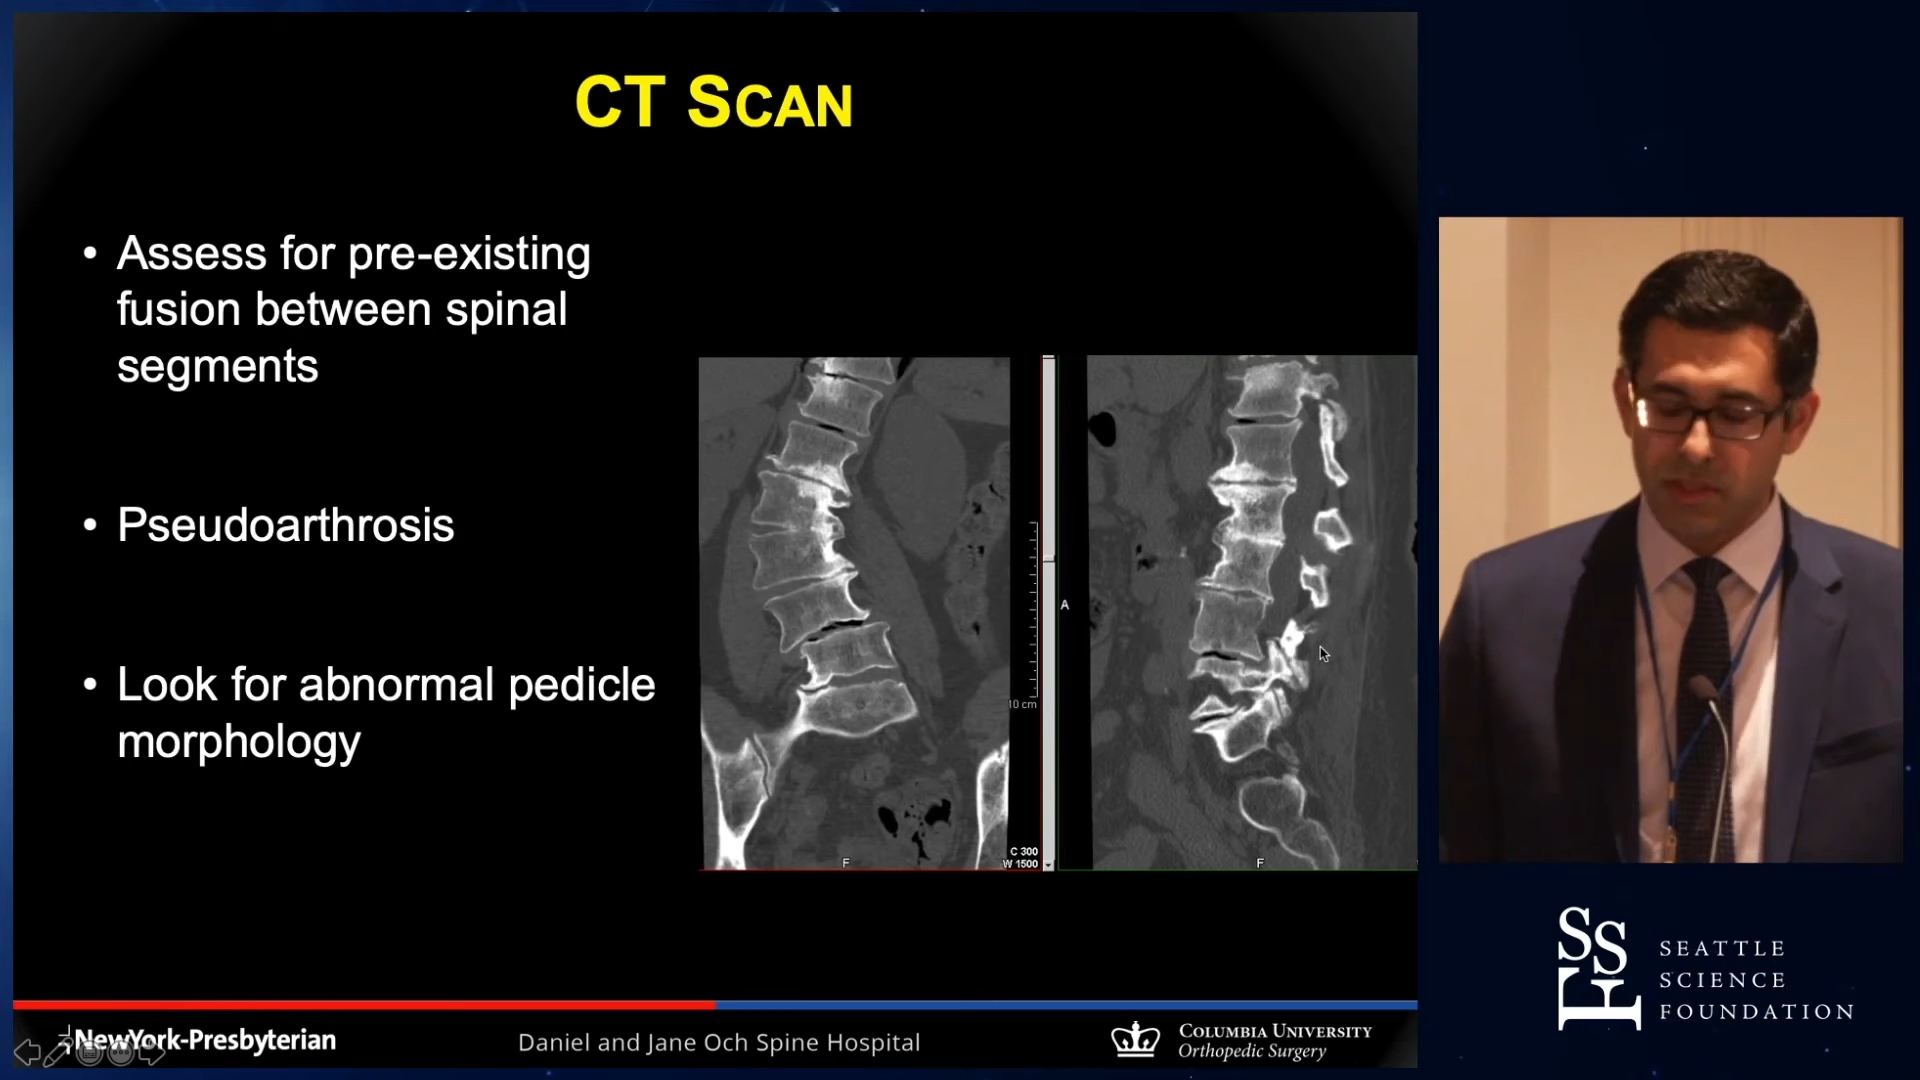 CT SCAN
• Assess for pre-existing
fusion between spinal
segments
• Pseudoarthrosis
• Look for abnormal pedicle
morphology
10 cm
C 300
W 1500
F
A
F
NewYork-Presbyterian
Daniel and Jane Och Spine Hospital
COLUMBIA UNIVERSITY
Orthopedic Surgery
SSF
SEATTLE
SCIENCE
FOUNDATION